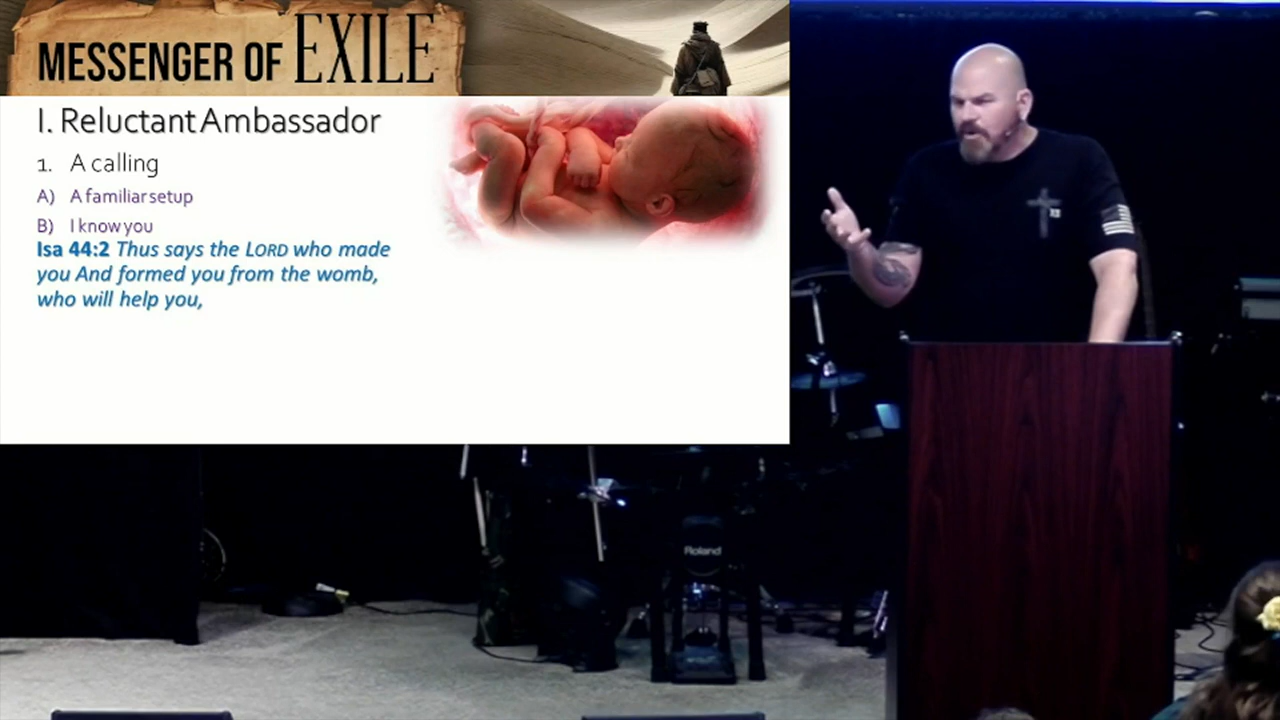 MESSENGER OF EXILE
I. Reluctant Ambassador
1. A calling
A) A familiar setup
B) I know you
Isa 44:2 Thus says the LORD who made
you And formed you from the womb,
who will help you,
Roland